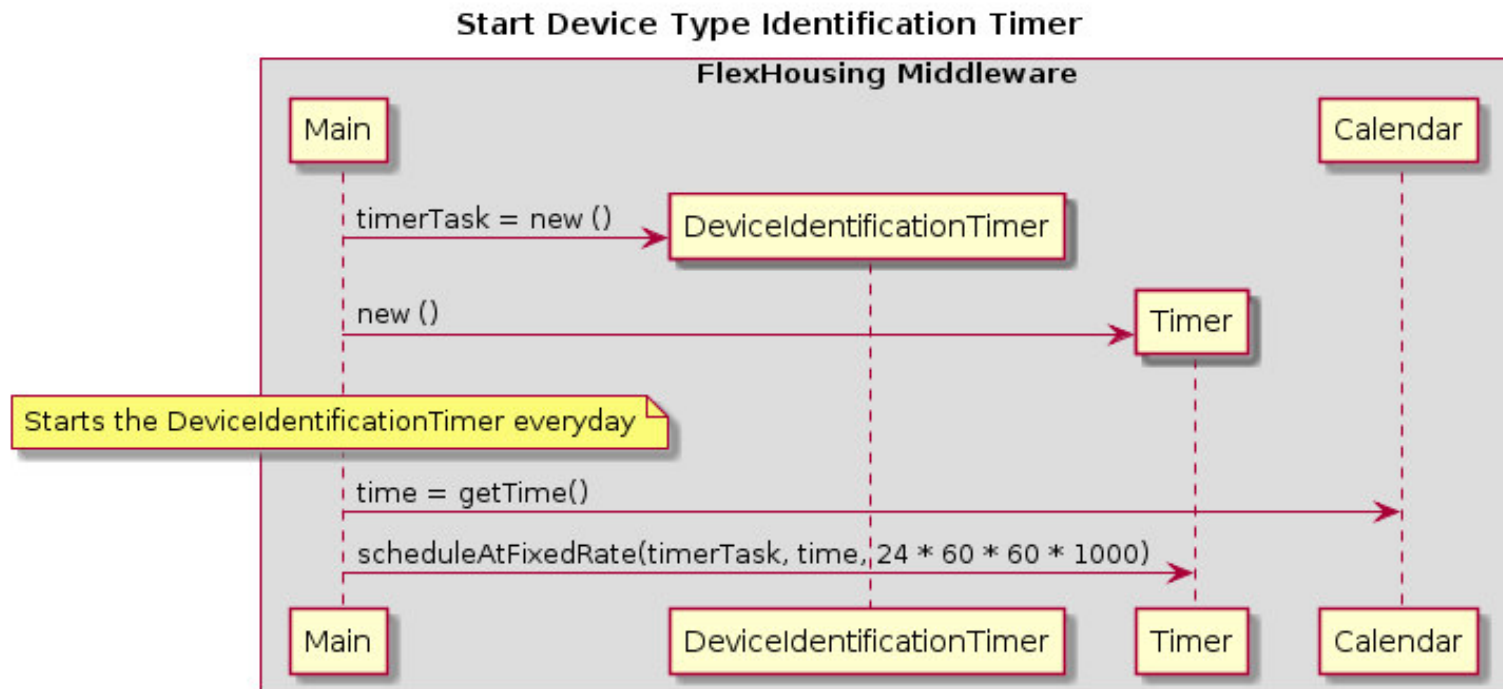 Start Device Type Identification Timer
FlexHousing Middleware
Main
Calendar
timerTask = new ()
DeviceIdentificationTimer
new ()
Timer
Starts the DeviceIdentificationTimer everyday
time = getTime()
scheduleAtFixedRate(timerTask, time, 24 * 60 * 60 * 1000)
Main
DeviceIdentificationTimer
Timer
Calendar